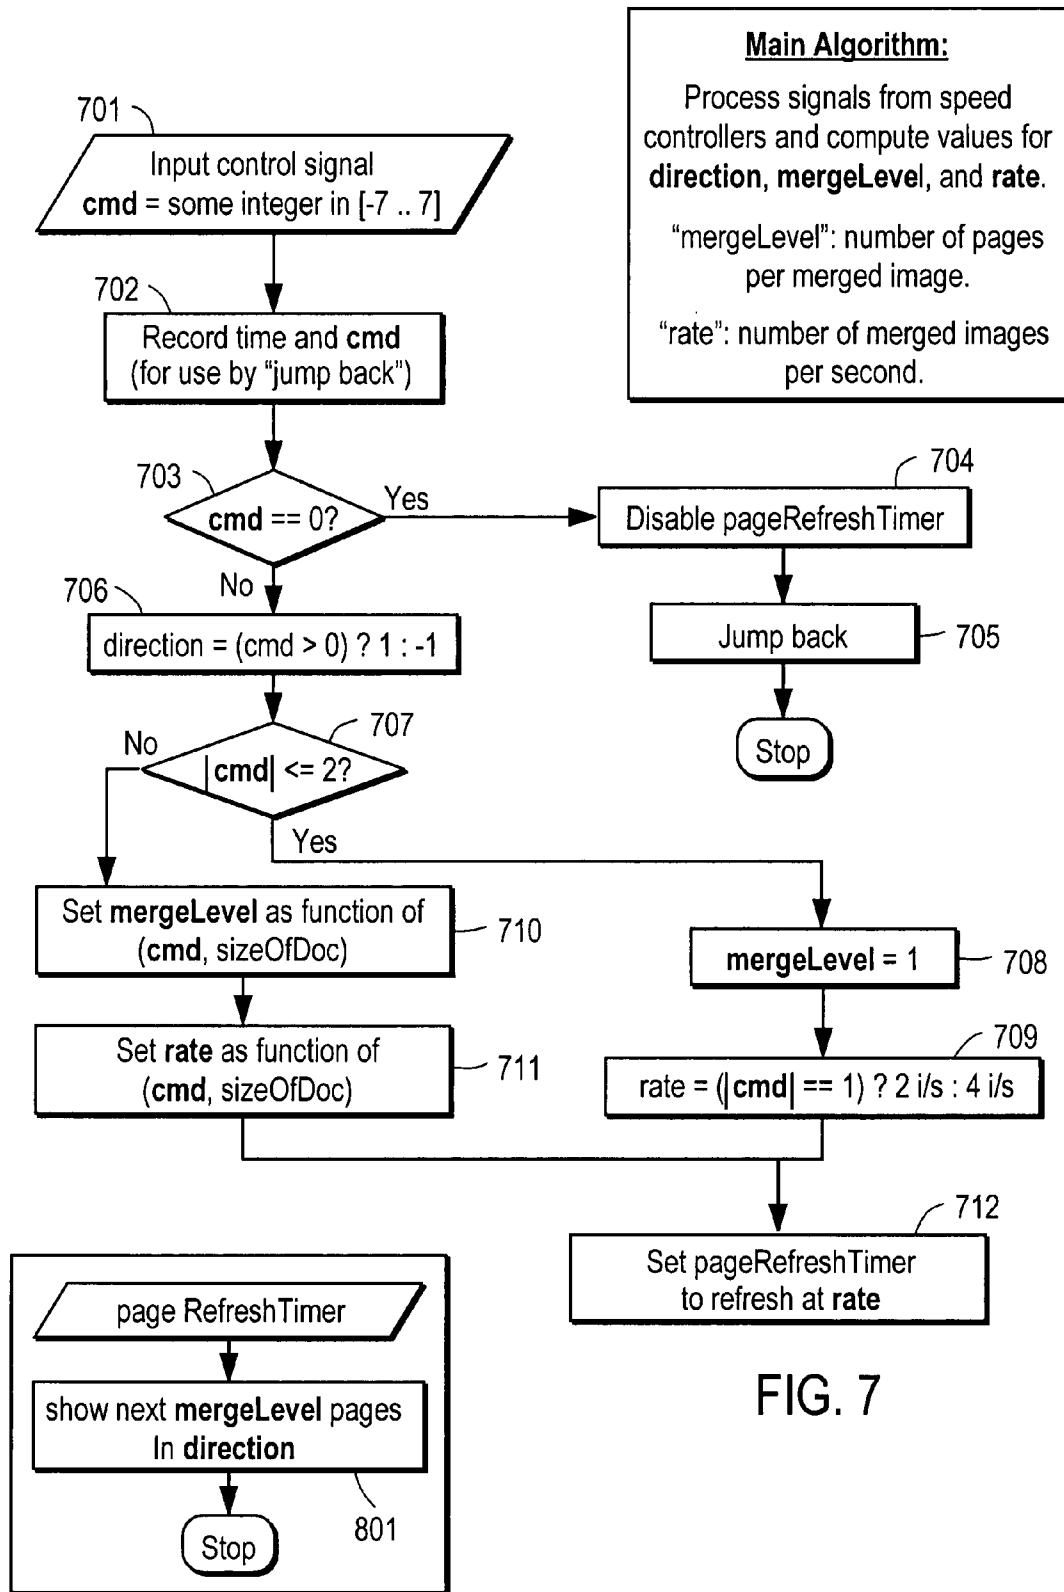 Main Algorithm:
Process signals from speed
controllers and compute values for
direction, mergeLevel, and rate.
“mergeLevel”: number of pages
per merged image.
“rate”: number of merged images
per second.
701
Input control signal
cmd = some integer in [-7 .. 7]
702
Record time and cmd
(for use by “jump back”)
703
cmd == 0?
Yes
704
Disable pageRefreshTimer
No
706
direction = (cmd > 0) ? 1 : -1
Jump back
705
Stop
707
No
|cmd| <= 2?
Yes
Set mergeLevel as function of
(cmd, sizeOfDoc)
710
mergeLevel = 1
708
Set rate as function of
(cmd, sizeOfDoc)
711
709
rate = (|cmd| == 1) ? 2 i/s : 4 i/s
712
Set pageRefreshTimer
to refresh at rate
page RefreshTimer
show next mergeLevel pages
In direction
801
Stop
FIG. 7